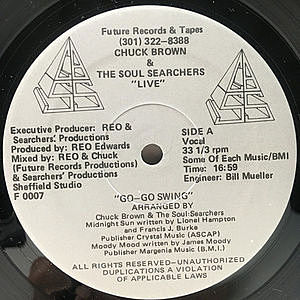 Future Records & Tapes
(301) 322-8388
CHUCK BROWN
&
THE SOUL SEARCHERS
"LIVE"
Executive Producer: REO &
Searchers' Productions
Produced by: REO Edwards
Mixed by: REO & Chuck
(Future Records Productions)
& Searchers' Productions)
Sheffield Studio
F 0007
SIDE A
Vocal
33 1/3 rpm
Some Of Each Music/BMI
Time: 16:59
Engineer: Bill Mueller
"GO-GO SWING"
ARRANGED BY
Chuck Brown & The Soul Searchers
Midnight Sun written by Lionel Hampton
and Francis J. Burke
Publisher Crystal Music (ASCAP)
Moody Mood written by James Moody
Publisher Margenia Music (B.M.I.)
ALL RIGHTS RESERVED—UNAUTHORIZED
DUPLICATIONS A VIOLATION
OF APPLICABLE LAWS